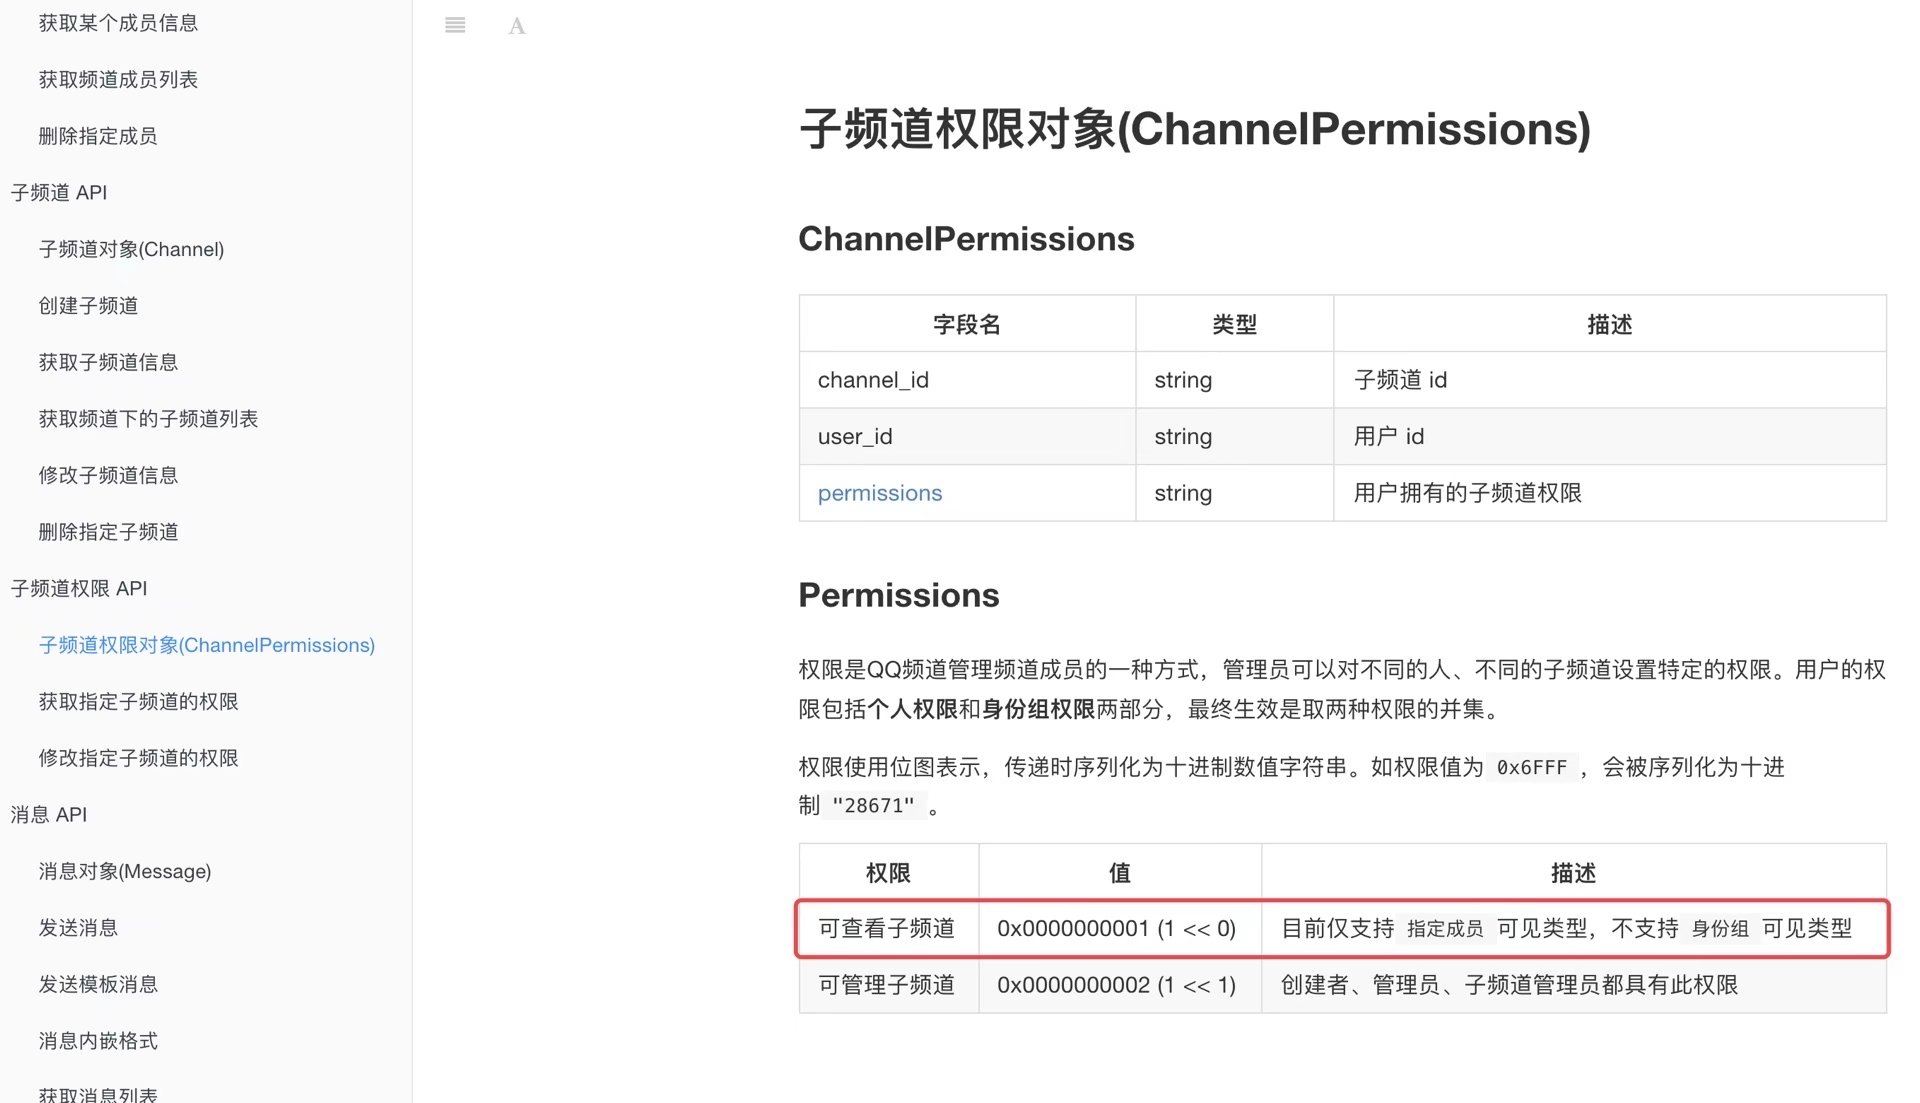 获取某个成员信息
获取频道成员列表
删除指定成员
子频道 API
子频道对象(Channel)
创建子频道
获取子频道信息
获取频道下的子频道列表
修改子频道信息
删除指定子频道
子频道权限 API
子频道权限对象(ChannelPermissions)
获取指定子频道的权限
修改指定子频道的权限
消息 API
消息对象(Message)
发送消息
发送模板消息
消息内嵌格式
获取消息列表
A
子频道权限对象(ChannelPermissions)
ChannelPermissions
字段名 类型 描述
channel_id string 子频道 id
user_id string 用户 id
permissions string 用户拥有的子频道权限
Permissions
权限是QQ频道管理频道成员的一种方式，管理员可以对不同的人、不同的子频道设置特定的权限。用户的权
限包括个人权限和身份组权限两部分，最终生效是取两种权限的并集。
权限使用位图表示，传递时序列化为十进制数值字符串。如权限值为 0x6FFF ，会被序列化为十进
制 "28671" 。
权限 值 描述
可查看子频道 0x0000000001 (1 << 0) 目前仅支持 指定成员 可见类型，不支持 身份组 可见类型
可管理子频道 0x0000000002 (1 << 1) 创建者、管理员、子频道管理员都具有此权限